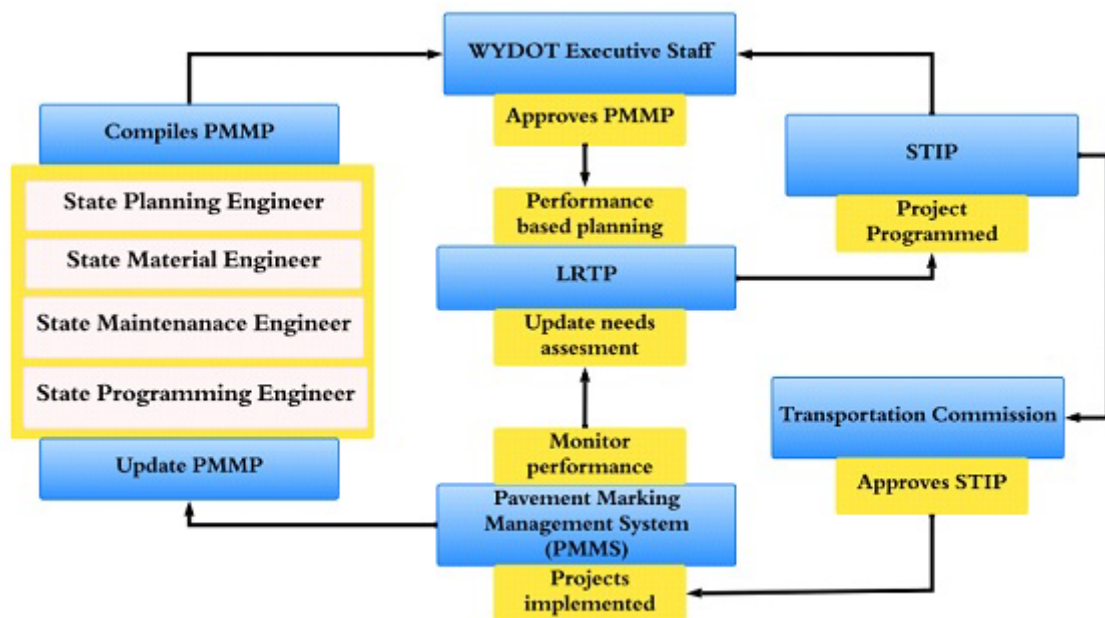 WYDOT Executive Staff
Approves PMMP
Compiles PMMP
State Planning Engineer
State Material Engineer
State Maintenanace Engineer
State Programming Engineer
Update PMMP
Performance
based planning
LRTP
Update needs
assesment
Monitor
performance
Pavement Marking
Management System
(PMMS)
Projects
implemented
STIP
Project
Programmed
Transportation Commission
Approves STIP